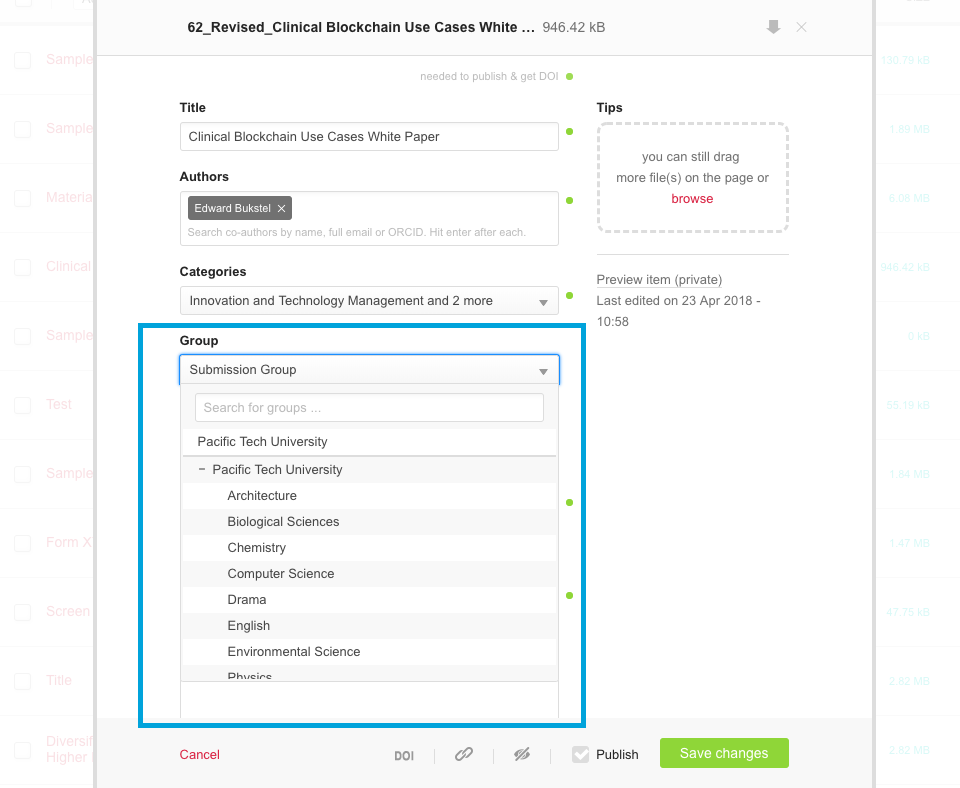 62_Revised_Clinical Blockchain Use Cases White ... 946.42 kB
needed to publish & get DOI
Title
Clinical Blockchain Use Cases White Paper
Authors
Edward Bukstel ×
Search co-authors by name, full email or ORCID. Hit enter after each.
Categories
Innovation and Technology Management and 2 more
Group
Submission Group
Search for groups ...
Pacific Tech University
− Pacific Tech University
Architecture
Biological Sciences
Chemistry
Computer Science
Drama
English
Environmental Science
Physics
Tips
you can still drag
more file(s) on the page or
browse
Preview item (private)
Last edited on 23 Apr 2018 -
10:58
Cancel
DOI
Publish
Save changes
Sample
130.79 kB
Sample
1.89 MB
Materia
6.08 MB
Clinical
946.42 kB
Sample
0 kB
Test
55.19 kB
Sample
1.84 MB
Form X
1.47 MB
Screen
47.75 kB
Title
2.82 MB
Diversif
Higher
2.82 MB